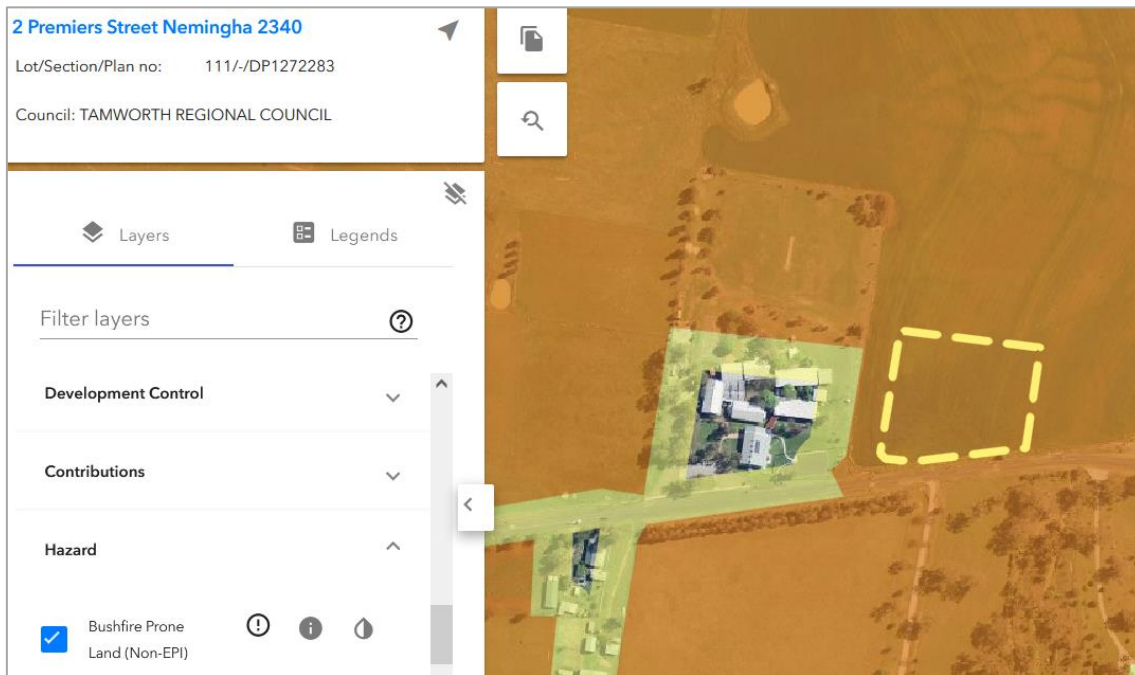 2 Premiers Street Nemingha 2340
Lot/Section/Plan no: 111/-/DP1272283
Council: TAMWORTH REGIONAL COUNCIL
Layers Legends
Filter layers
Development Control
Contributions
Hazard
Bushfire Prone
Land (Non-EPI)